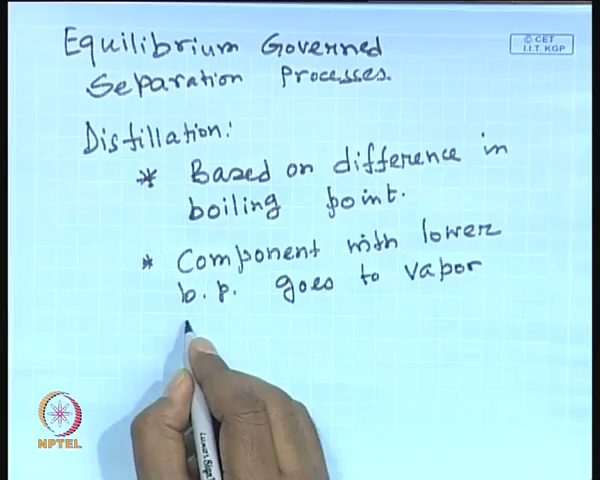 Equilibrium Governed
Separation Processes.
© CET
I.I.T. KGP
Distillation:
* Based on difference in
boiling point.
* Component with lower
b.p. goes to vapor
NPTEL